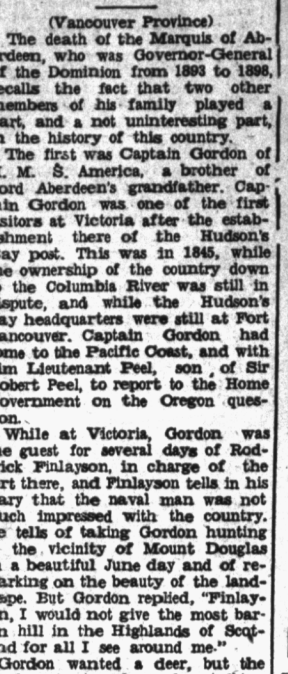 (Vancouver Province)
The death of the Marquis of Ab-
rdeen, who was Governor-General
f the Dominion from 1893 to 1898,
ecalls the fact that two other
nembers of his family played a
art, and a not uninteresting part,
n the history of this country.
The first was Captain Gordon of
. M. S. America, a brother of
ord Aberdeen's grandfather. Cap-
in Gordon was one of the first
sitors at Victoria after the estab-
shment there of the Hudson's
ay post. This was in 1845, while
e ownership of the country down
the Columbia River was still in
ispute, and while the Hudson's
ay headquarters were still at Fort
ancouver. Captain Gordon had
ome to the Pacific Coast, and with
im Lieutenant Peel, son of Sir
obert Peel, to report to the Home
overnment on the Oregon ques-
on.
While at Victoria, Gordon was
e guest for several days of Rod-
ick Finlayson, in charge of the
rt there, and Finlayson tells in his
ary that the naval man was not
uch impressed with the country.
e tells of taking Gordon hunting
the vicinity of Mount Douglas
a beautiful June day and of re-
arking on the beauty of the land-
ape. But Gordon replied, "Finlay-
n, I would not give the most bar-
n hill in the Highlands of Scot-
nd for all I see around me."
Gordon wanted a deer, but the